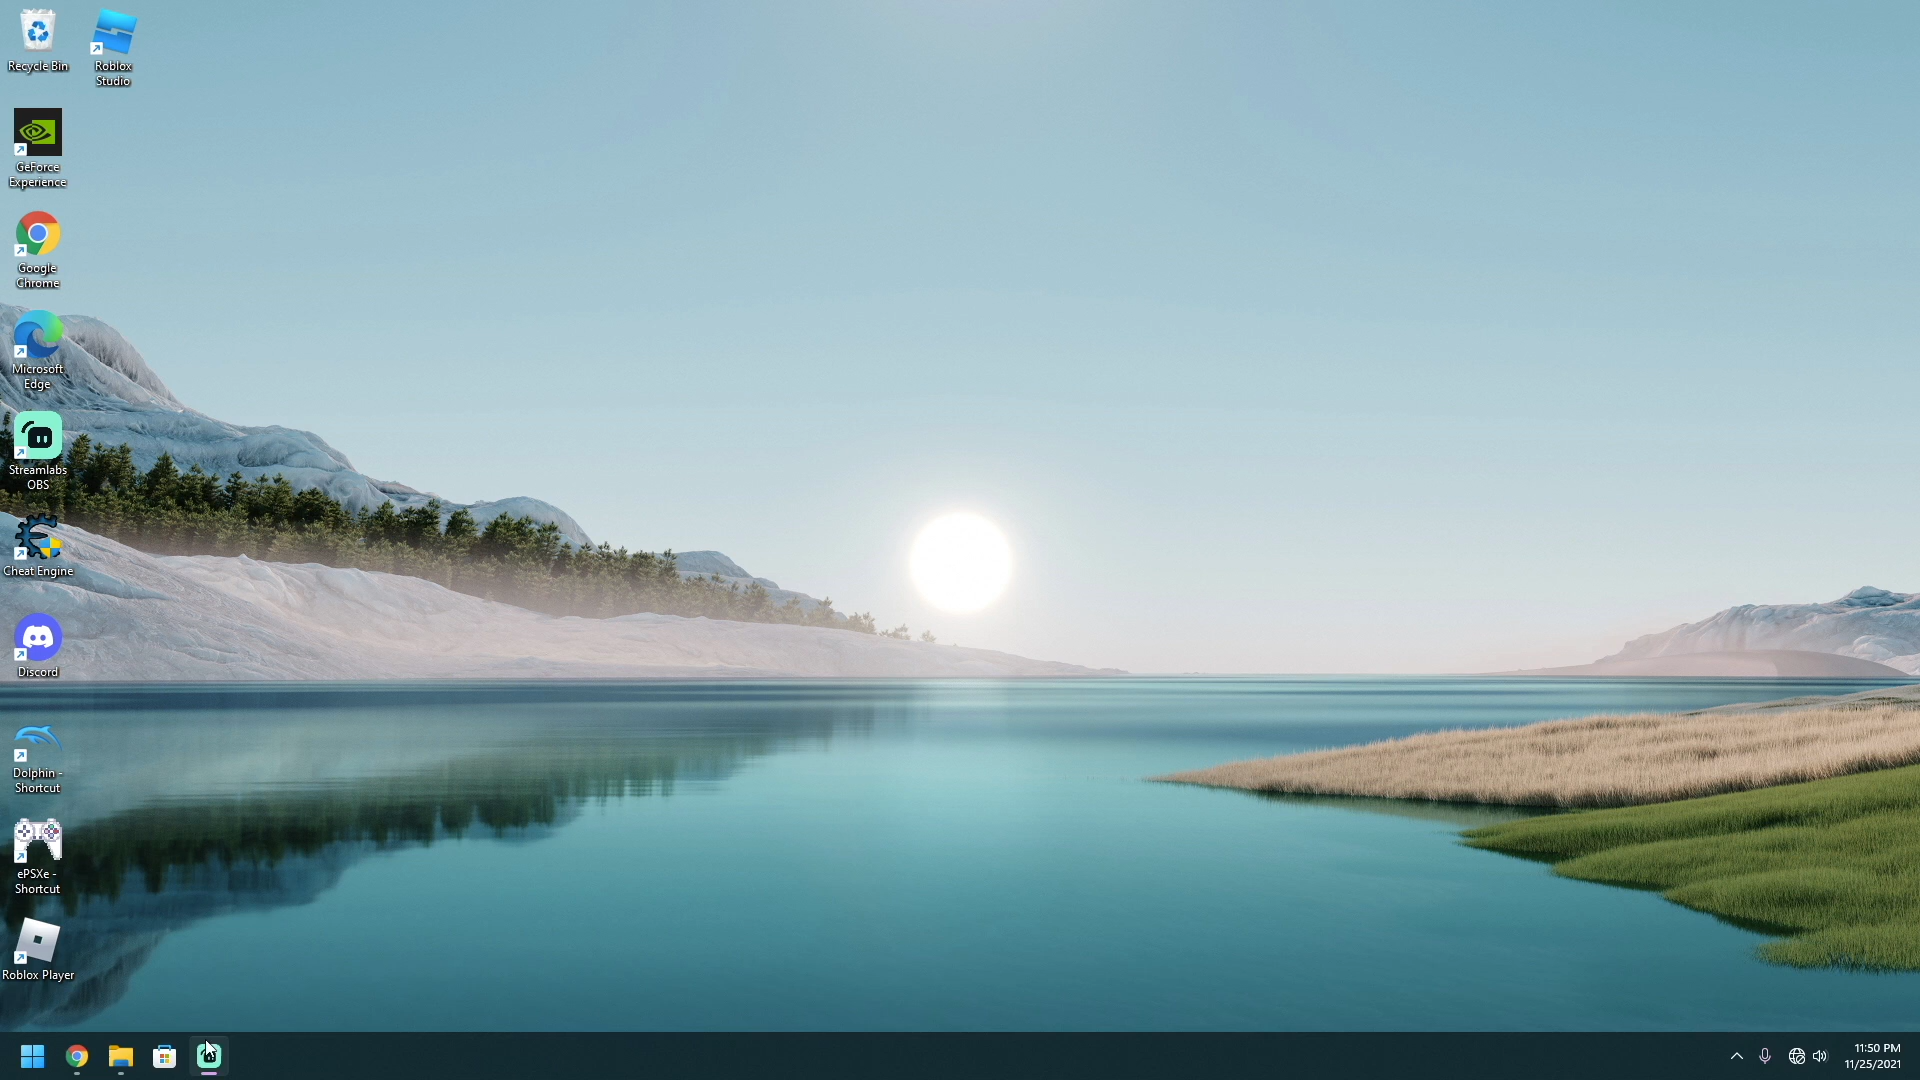 Recycle Bin
Roblox
Studio
GeForce
Experience
Google
Chrome
Microsoft
Edge
Streamlabs
OBS
Cheat Engine
Discord
Dolphin -
Shortcut
ePSXe -
Shortcut
Roblox Player
11:50 PM
11/25/2021